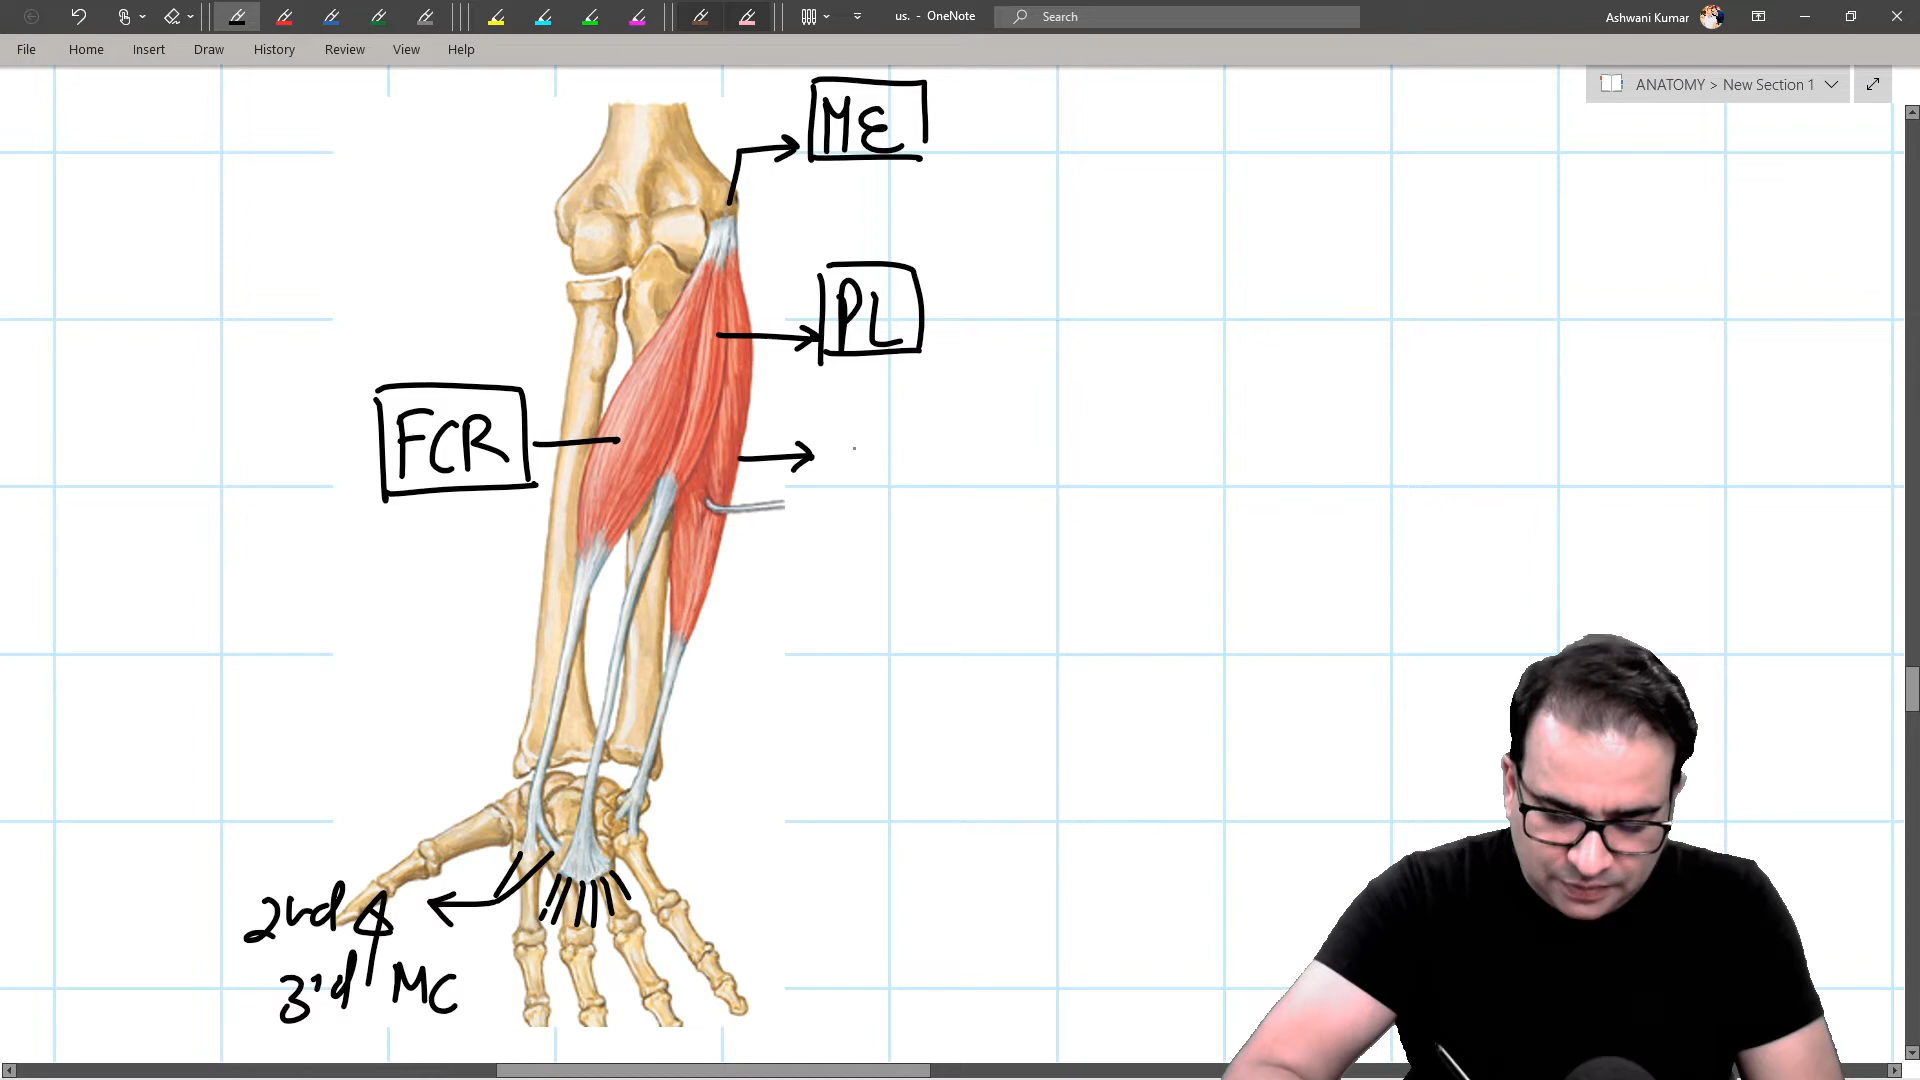 us. - OneNote
Search
Ashwani Kumar
File Home Insert Draw History Review View Help
ANATOMY > New Section 1
ME
PL
FCR
2nd
3rd MC